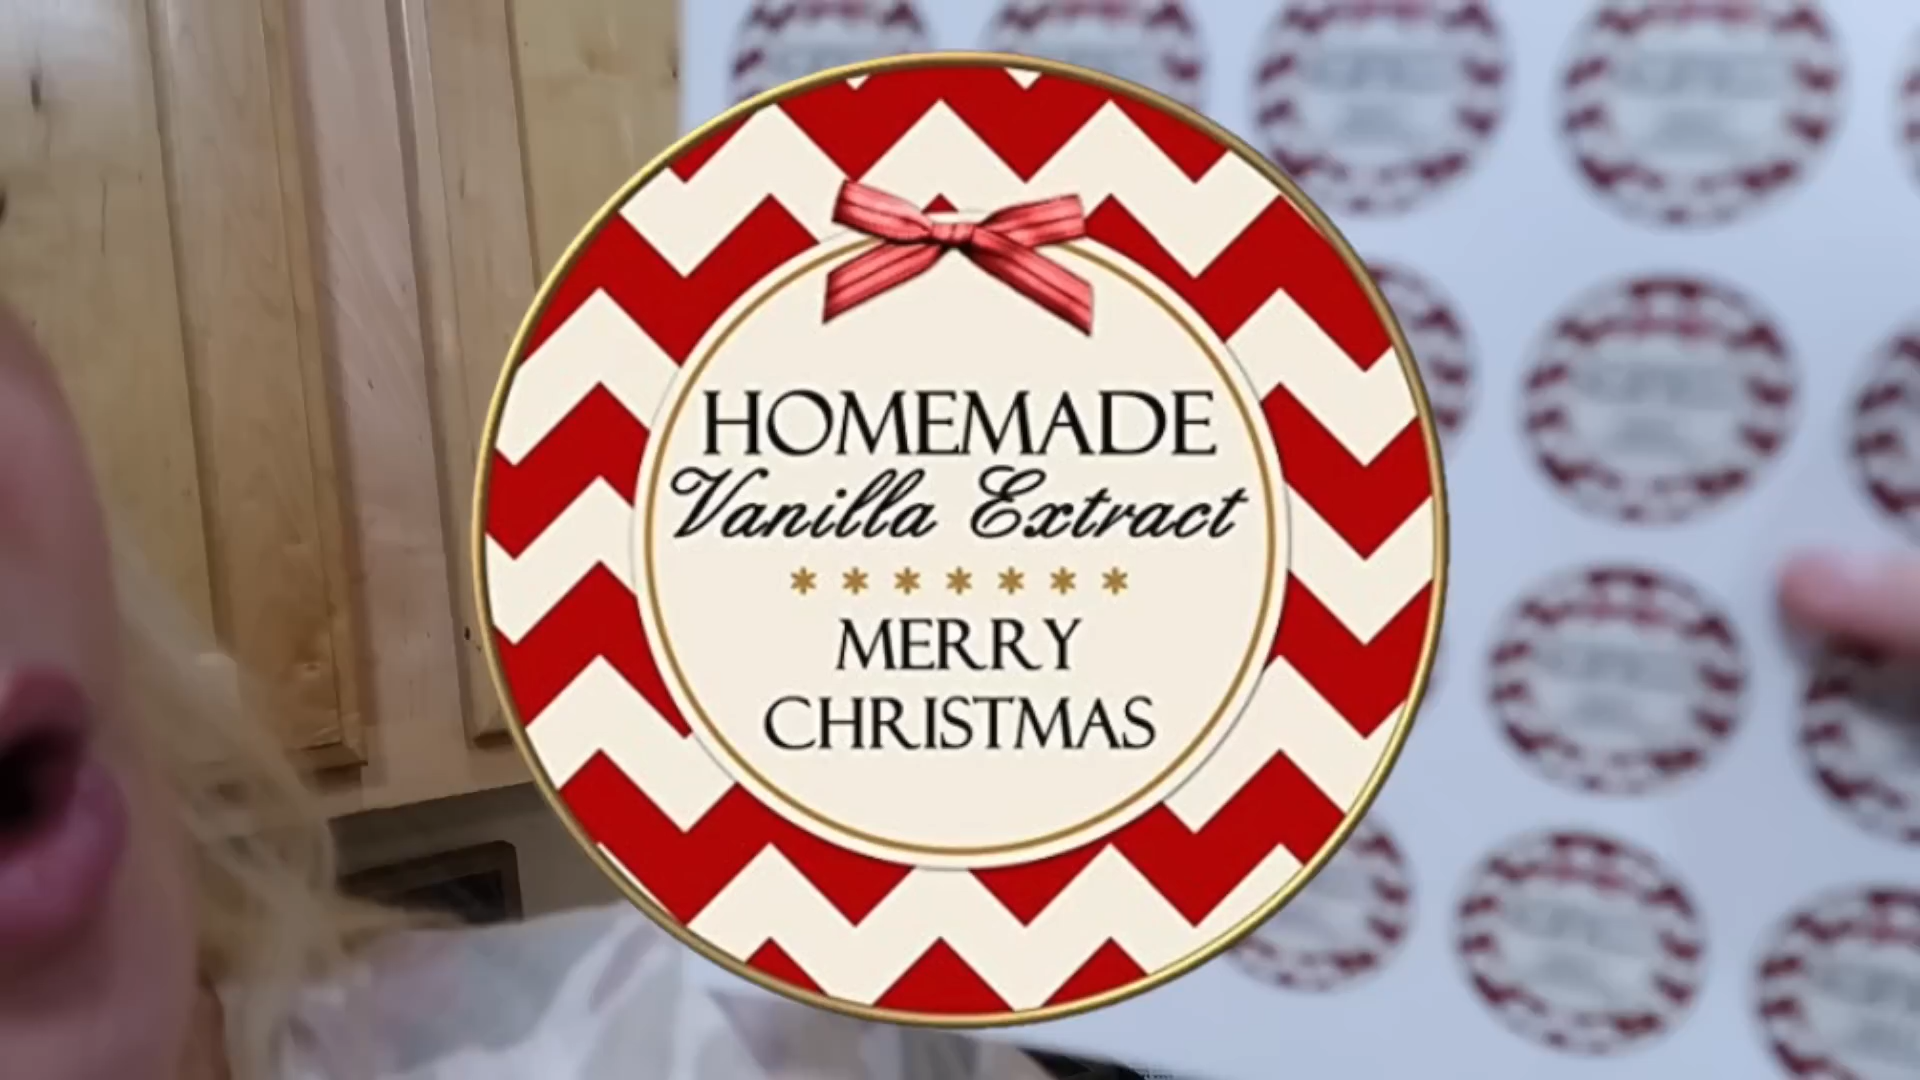 HOMEMADE
Vanilla Extract
*******
MERRY
CHRISTMAS